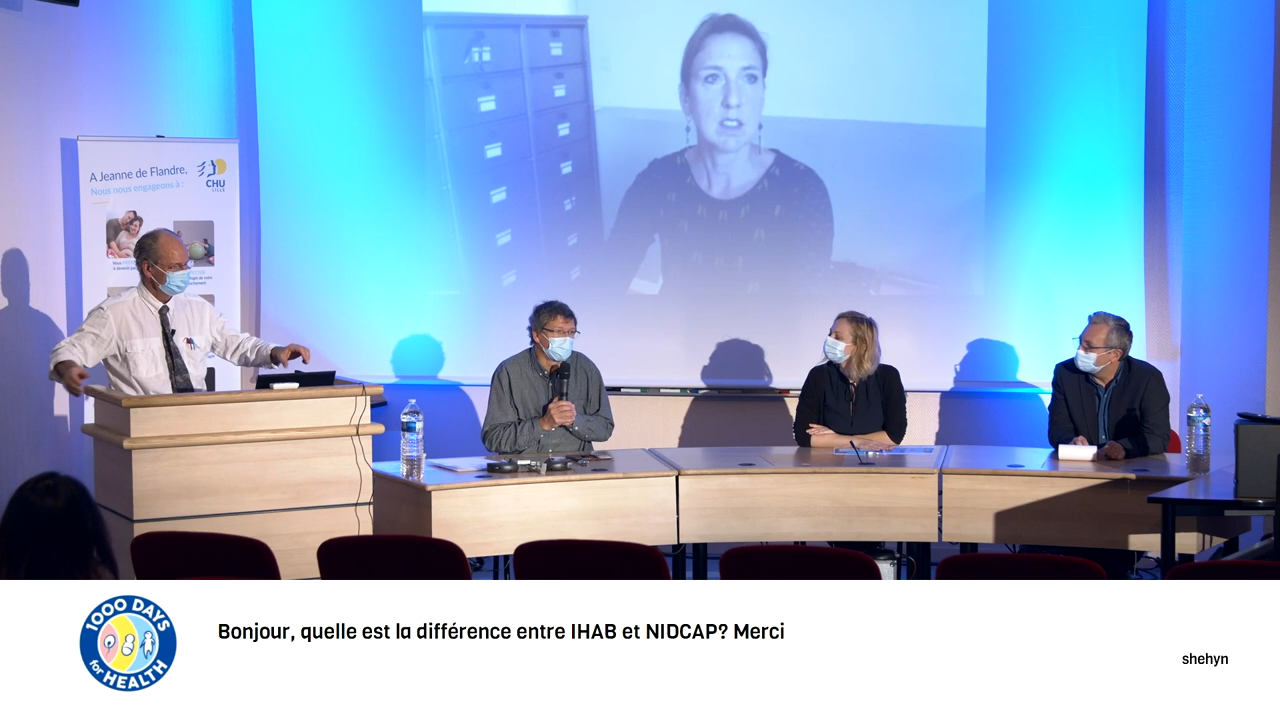 A Jeanne de Flandre,
Nous nous engageons à :
CHU
LILLE
1000 DAYS
for HEALTH
Bonjour, quelle est la différence entre IHAB et NIDCAP? Merci
shehyn